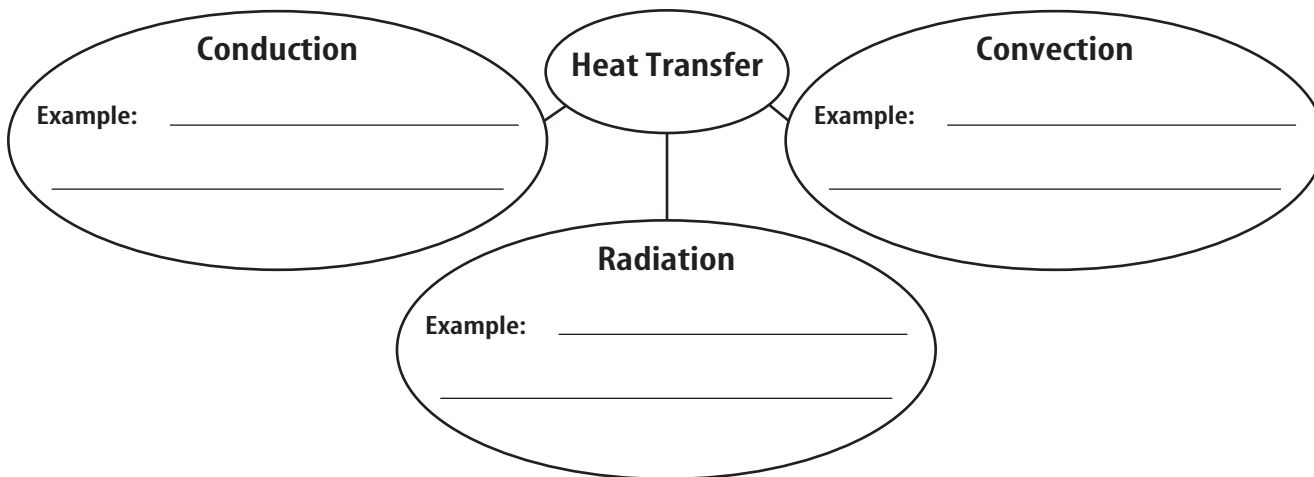 Heat Transfer
Conduction
Example:
Convection
Example:
Radiation
Example: